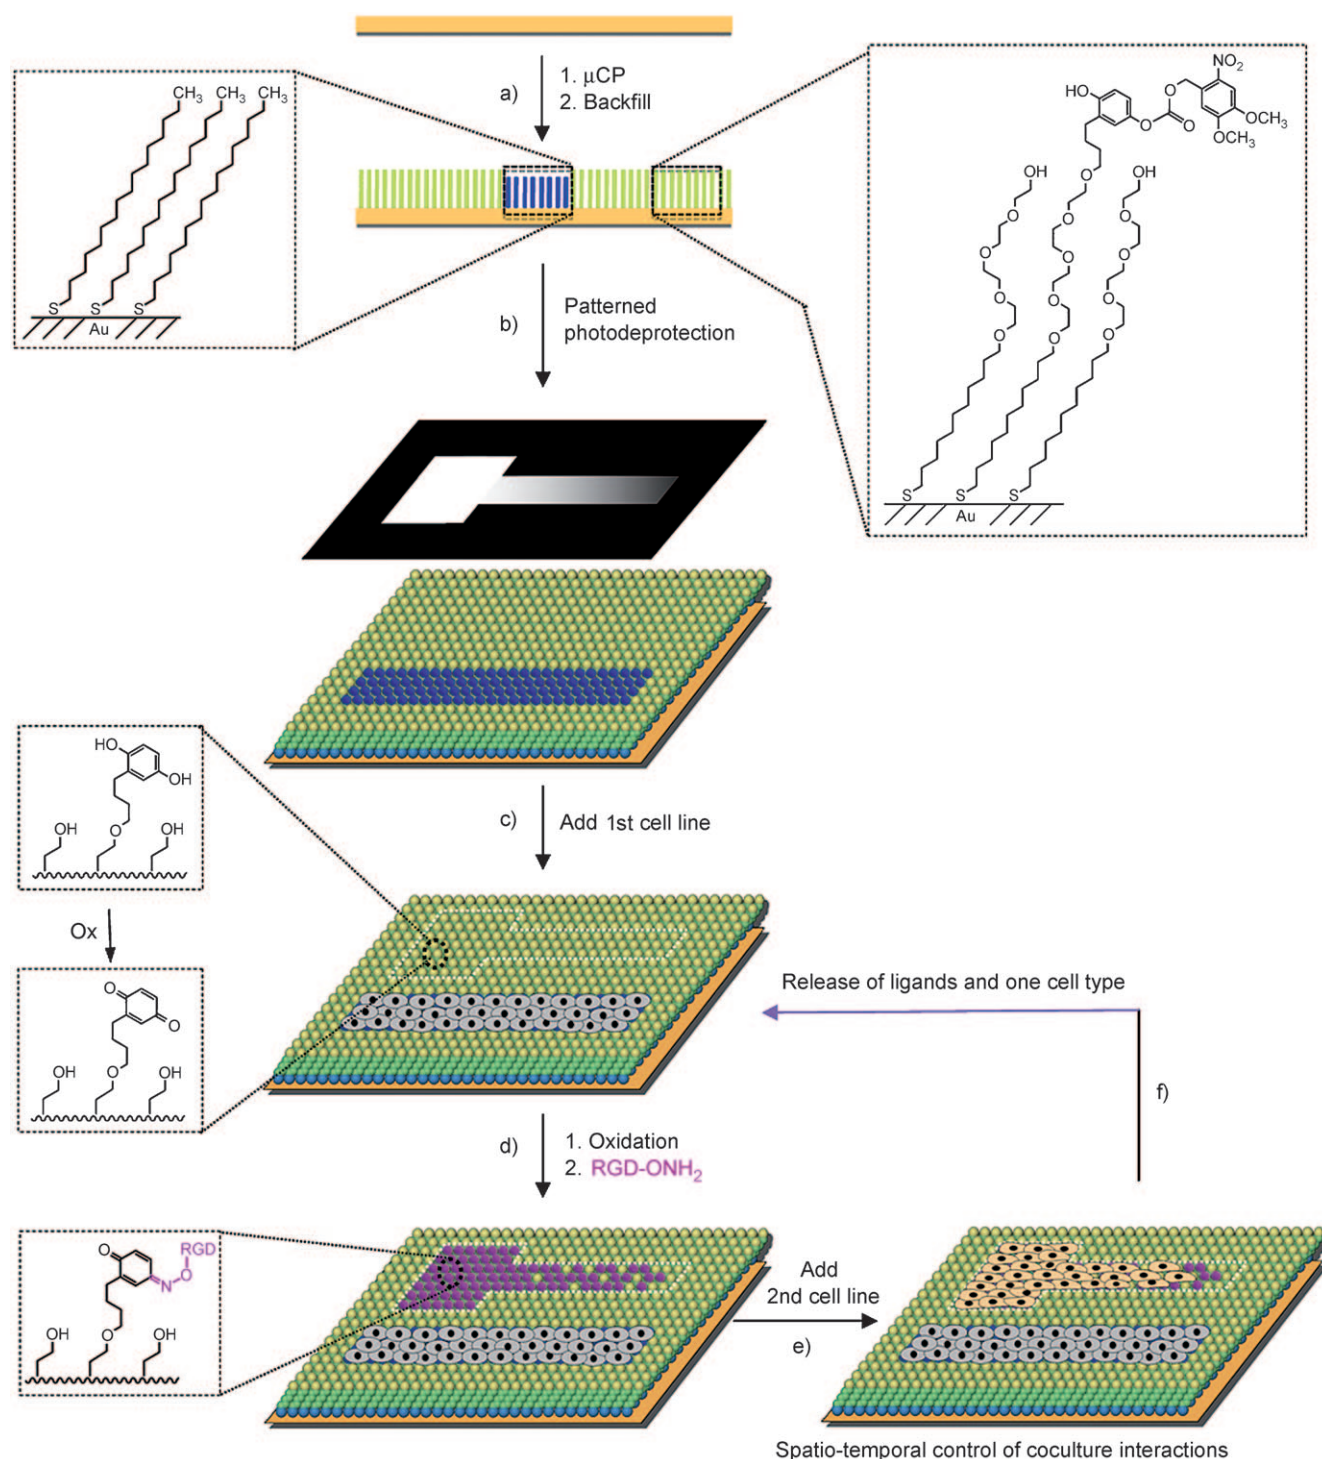 a)
1. μCP
2. Backfill
CH3 CH3 CH3
S S S
Au
NO2
HO
O
O O
OCH3
OCH3
O
OH OH
O O O
O O O
O O O
O O O
S S S
Au
b)
Patterned
photodeprotection
c)
Add 1st cell line
HO
OH
OH O OH
Ox
O
O
OH O OH
Release of ligands and one cell type
f)
d)
1. Oxidation
2. RGD-ONH2
RGD
O
O
N
OH O OH
Add
2nd cell line
e)
Spatio-temporal control of coculture interactions